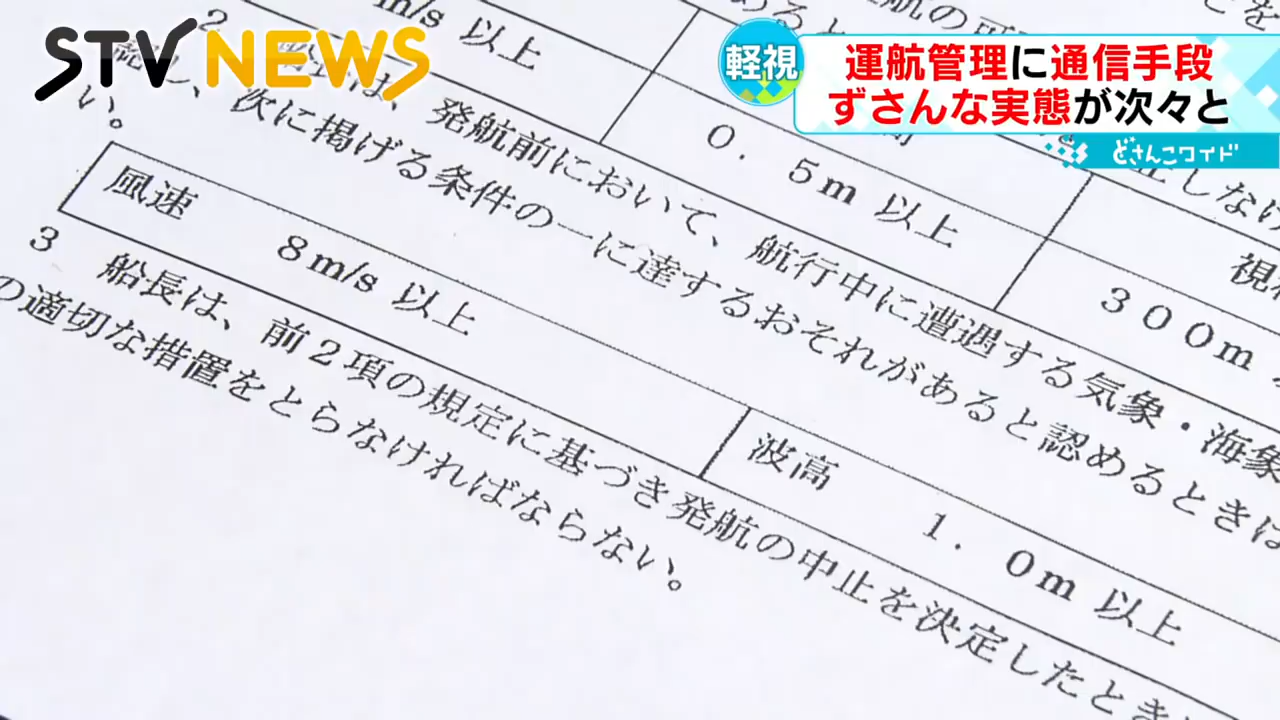 STV NEWS
軽視
運航管理に通信手段
ずさんな実態が次々と
どさんこワイド
m/s 以上
0．5m 以上
300m
2
は、発航前において、航行中に遭遇する気象・海象
し、次に掲げる条件の一に達するおそれがあると認めるときは
い。
風速 8m/s 以上 波高 1．0m 以上
3 船長は、前2項の規定に基づき発航の中止を決定したとき
の適切な措置をとらなければならない。